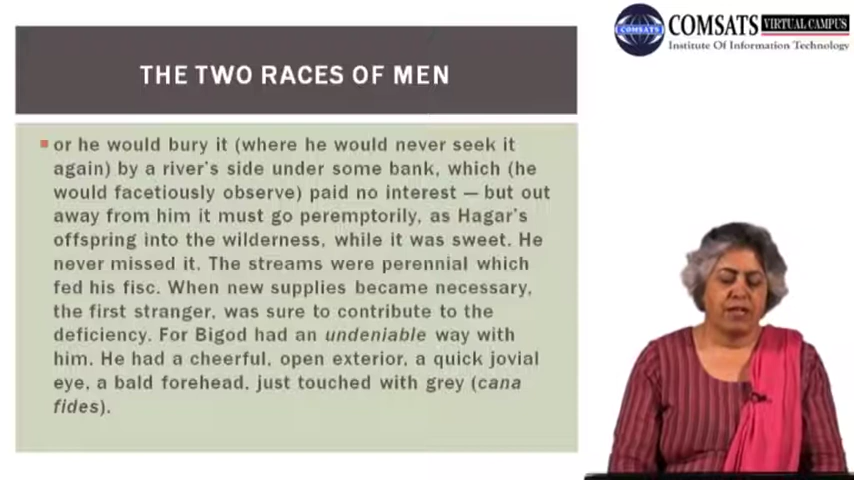 THE TWO RACES OF MEN
COMSATS VIRTUAL CAMPUS
Institute Of Information Technology
COMSATS
or he would bury it (where he would never seek it
again) by a river's side under some bank, which (he
would facetiously observe) paid no interest — but out
away from him it must go peremptorily, as Hagar's
offspring into the wilderness, while it was sweet. He
never missed it. The streams were perennial which
fed his fisc. When new supplies became necessary,
the first stranger, was sure to contribute to the
deficiency. For Bigod had an undeniable way with
him. He had a cheerful, open exterior, a quick jovial
eye, a bald forehead, just touched with grey (cana
fides).